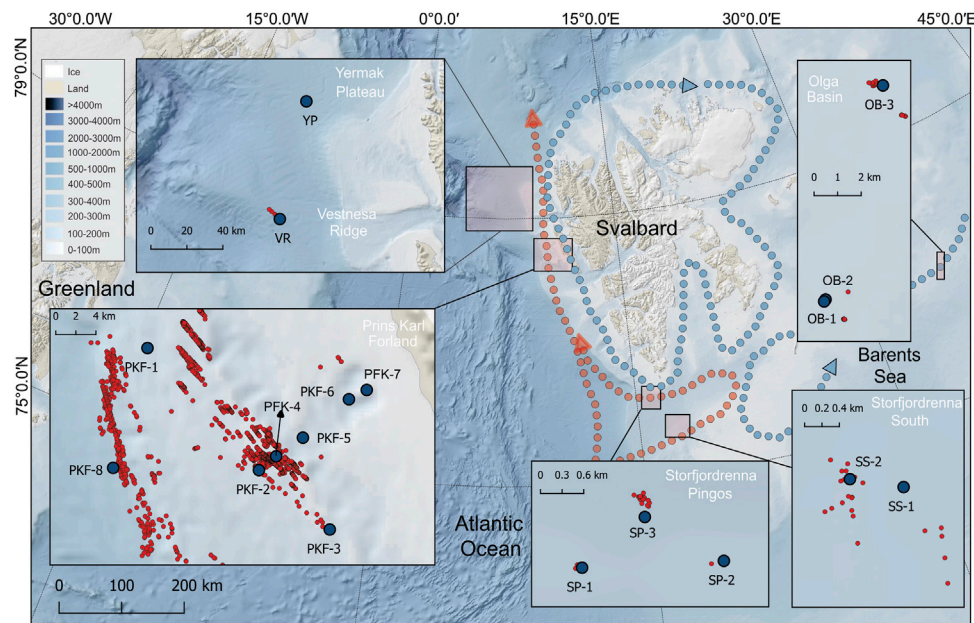 30°0.0'W
15°0.0'W
0°0.0'
15°0.0'E
30°0.0'E
45°0.0'E
79°0.0'N
75°0.0'N
Ice
Land
>4000m
3000-4000m
2000-3000m
1000-2000m
500-1000m
400-500m
300-400m
200-300m
100-200m
0-100m
Yermak
Plateau
YP
Vestnesa
Ridge
VR
0 20 40 km
Olga
Basin
OB-3
0 1 2 km
OB-2
OB-1
Svalbard
Greenland
0 2 4 km
Prins Karl
Forland
PKF-1
PKF-6
PFK-7
PFK-4
PKF-5
PKF-8
PKF-2
PKF-3
Barents
Sea
Storfjordrenna
South
0 0.2 0.4 km
SS-2
SS-1
0 0.3 0.6 km
Storfjordrenna
Pingos
SP-3
SP-1
SP-2
Atlantic
Ocean
0 100 200 km